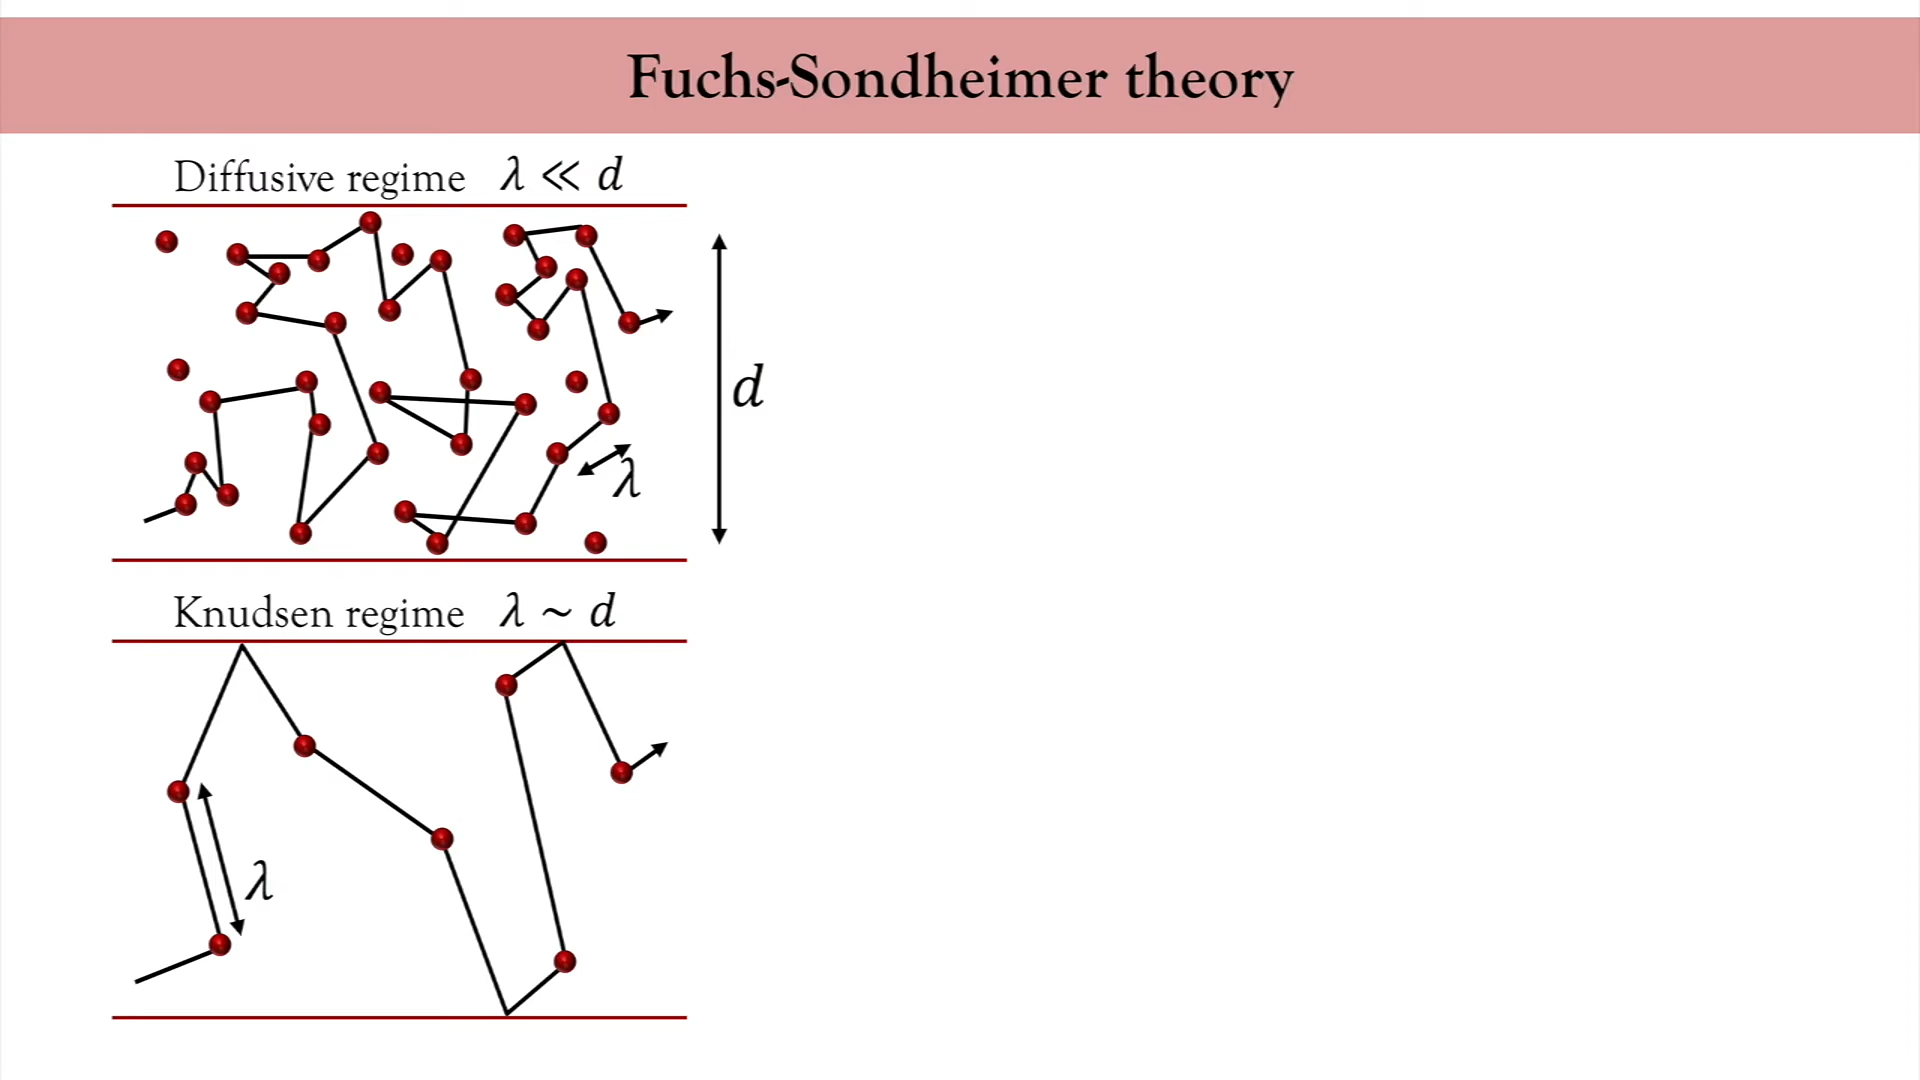 Fuchs-Sondheimer theory
Diffusive regime λ ≪ d
d
λ
Knudsen regime λ ~ d
λ